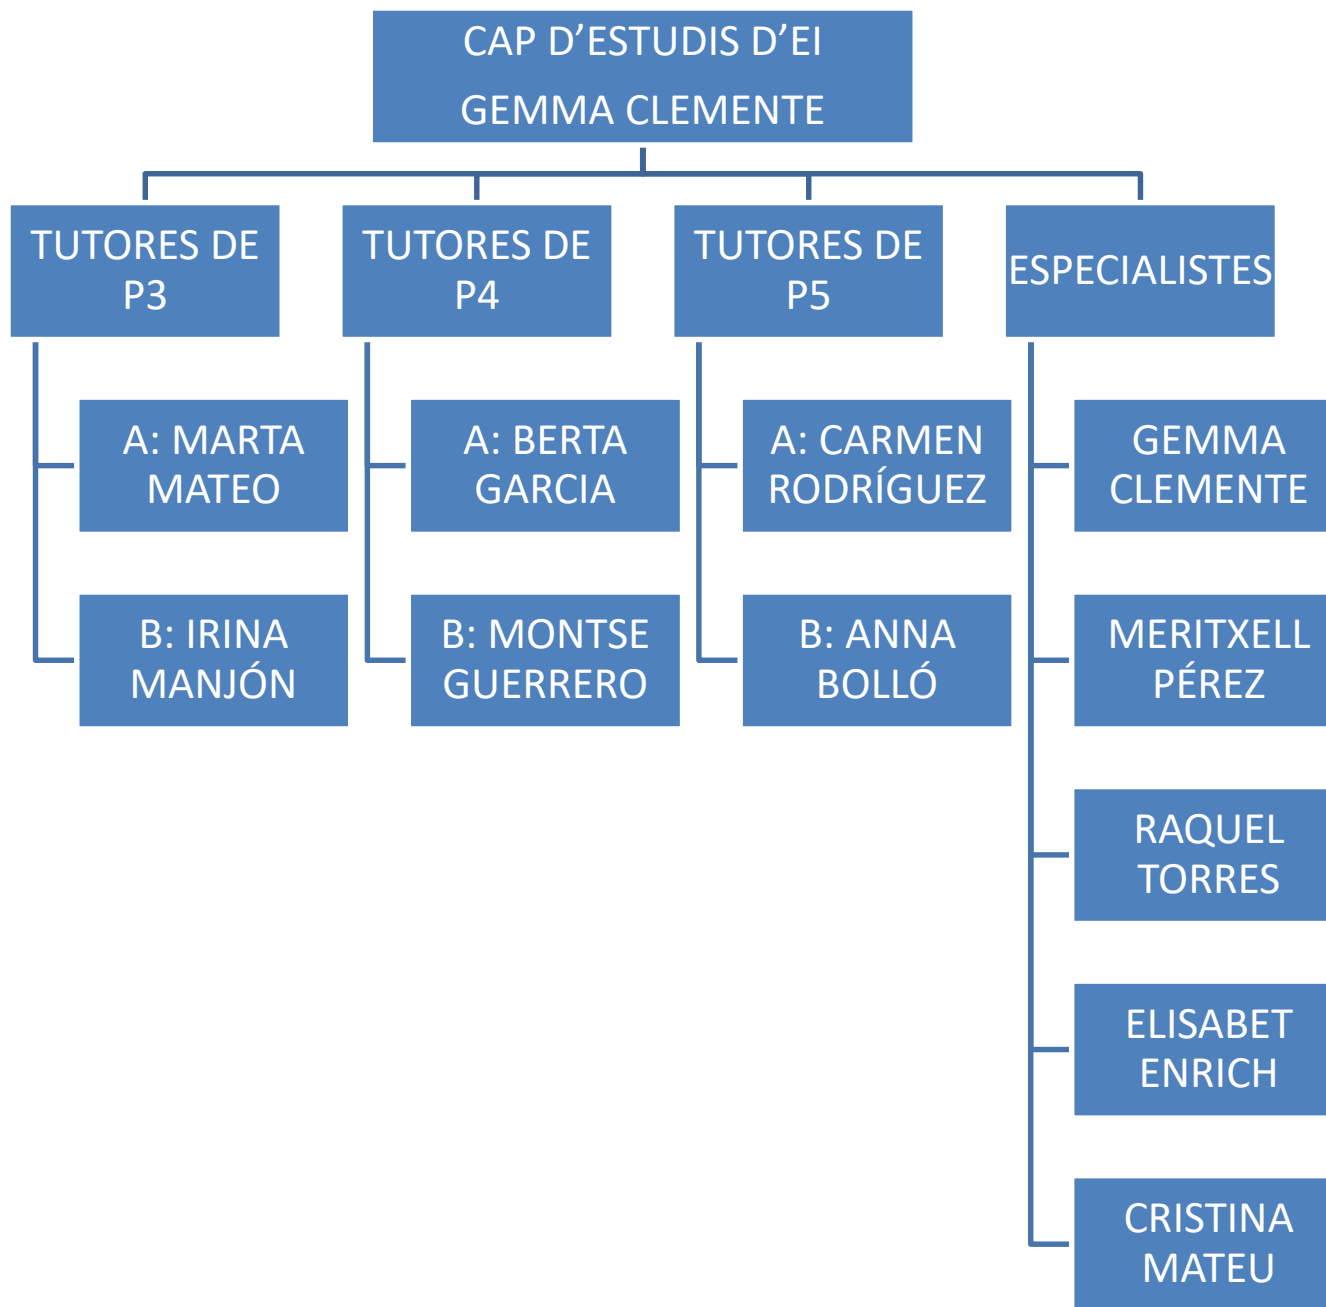 CAP D’ESTUDIS D’EI
GEMMA CLEMENTE
TUTORES DE
P3
A: MARTA
MATEO
B: IRINA
MANJÓN
TUTORES DE
P4
A: BERTA
GARCIA
B: MONTSE
GUERRERO
TUTORES DE
P5
A: CARMEN
RODRÍGUEZ
B: ANNA
BOLLÓ
ESPECIALISTES
GEMMA
CLEMENTE
MERITXELL
PÉREZ
RAQUEL
TORRES
ELISABET
ENRICH
CRISTINA
MATEU